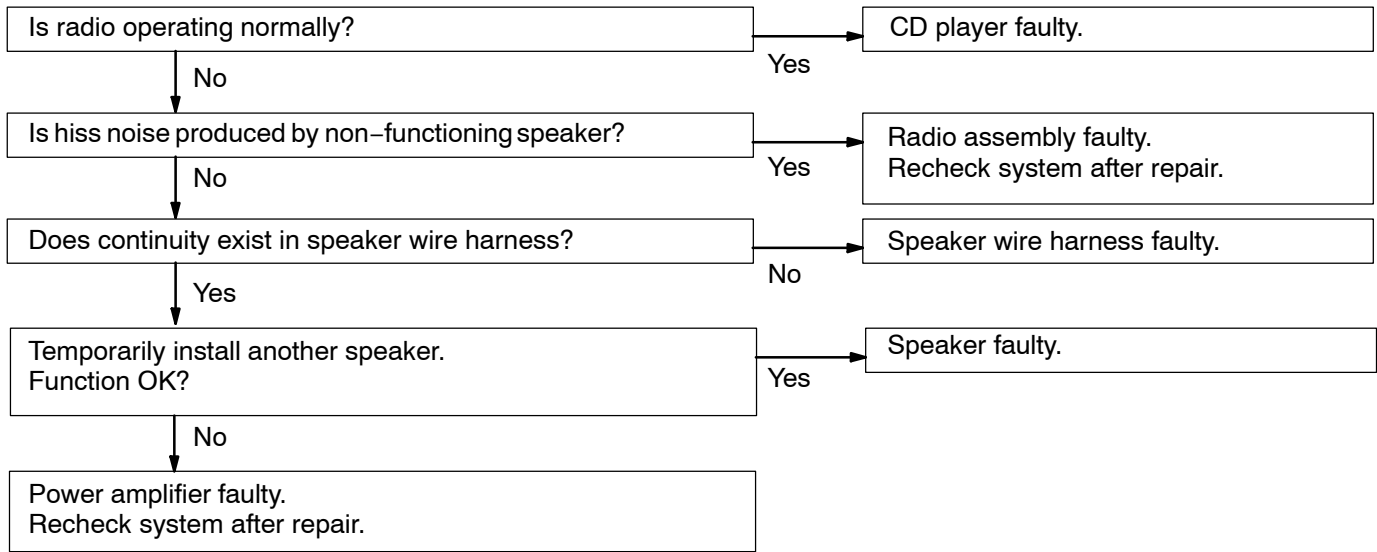 Is radio operating normally?
Yes
CD player faulty.
No
Is hiss noise produced by non−functioning speaker?
Yes
Radio assembly faulty.
Recheck system after repair.
No
Does continuity exist in speaker wire harness?
No
Speaker wire harness faulty.
Yes
Temporarily install another speaker.
Function OK?
Yes
Speaker faulty.
No
Power amplifier faulty.
Recheck system after repair.